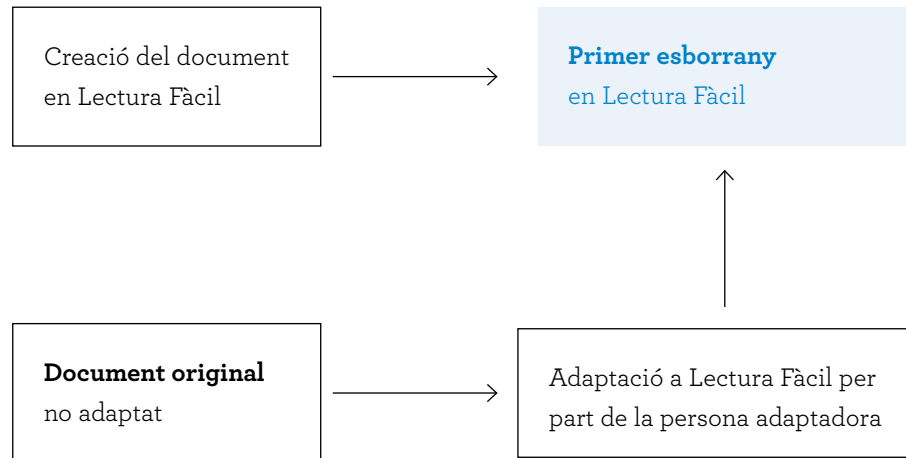 Creació del document
en Lectura Fàcil
Primer esborrany
en Lectura Fàcil
Document original
no adaptat
Adaptació a Lectura Fàcil per
part de la persona adaptadora